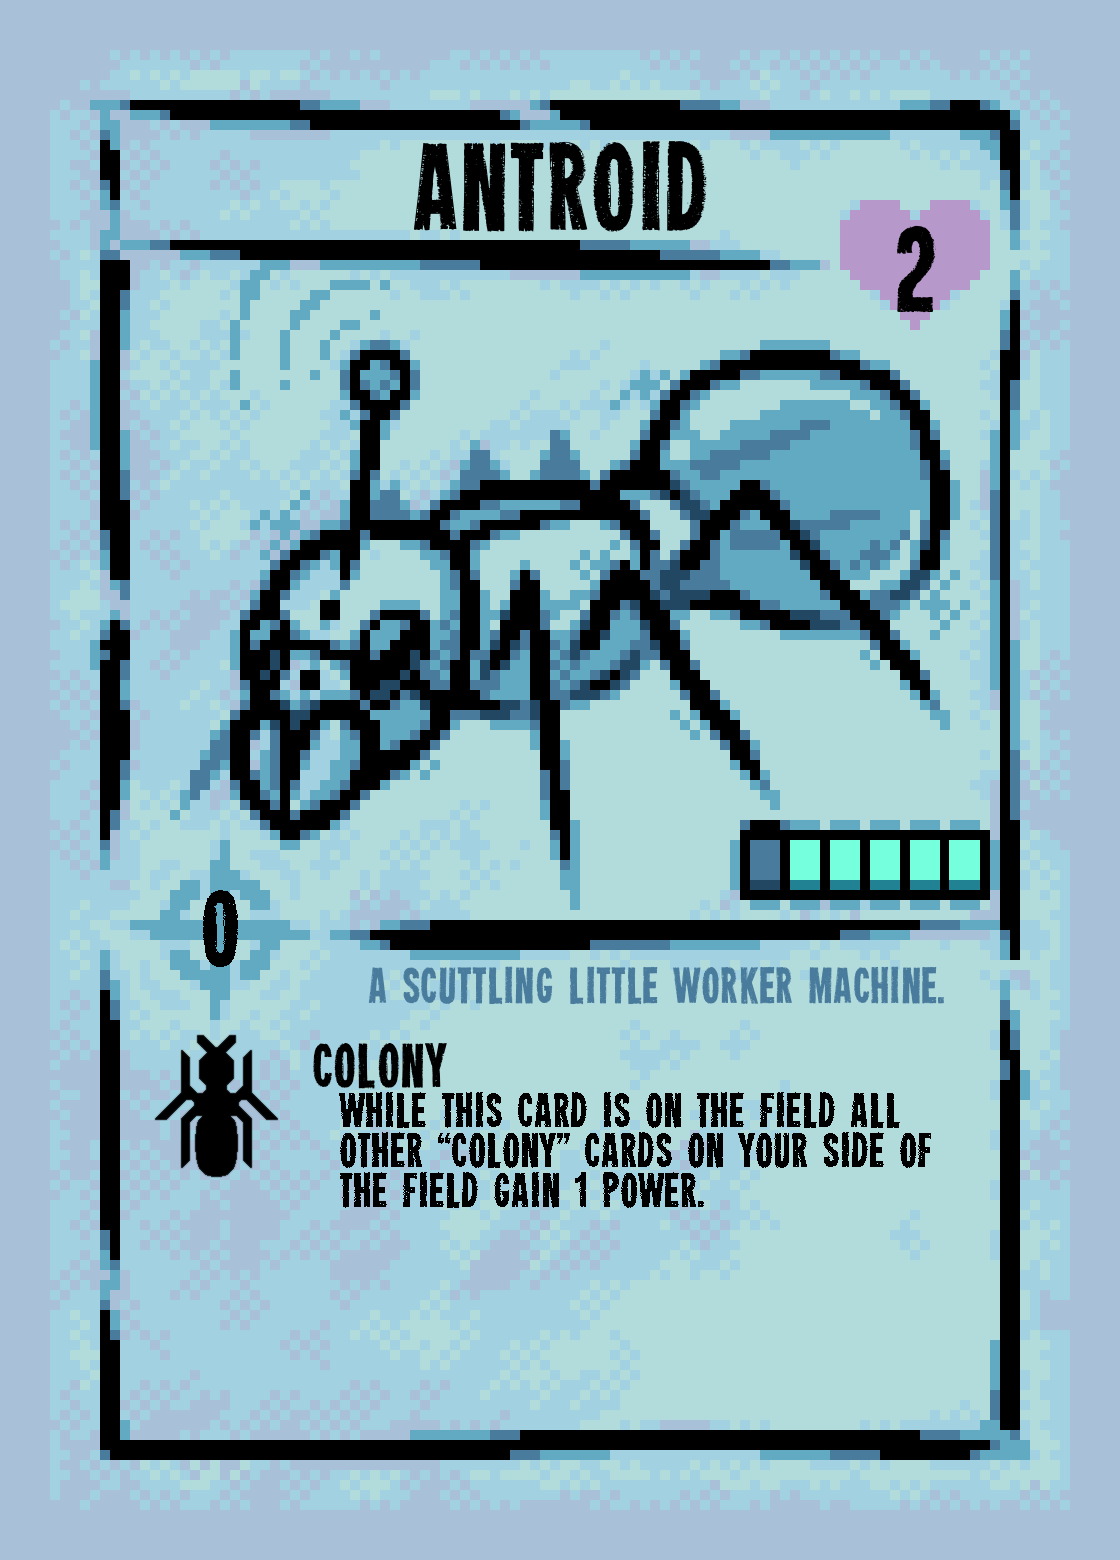 ANTROID
2
0
A SCUTTLING LITTLE WORKER MACHINE.
COLONY
WHILE THIS CARD IS ON THE FIELD ALL
OTHER “COLONY” CARDS ON YOUR SIDE OF
THE FIELD GAIN 1 POWER.